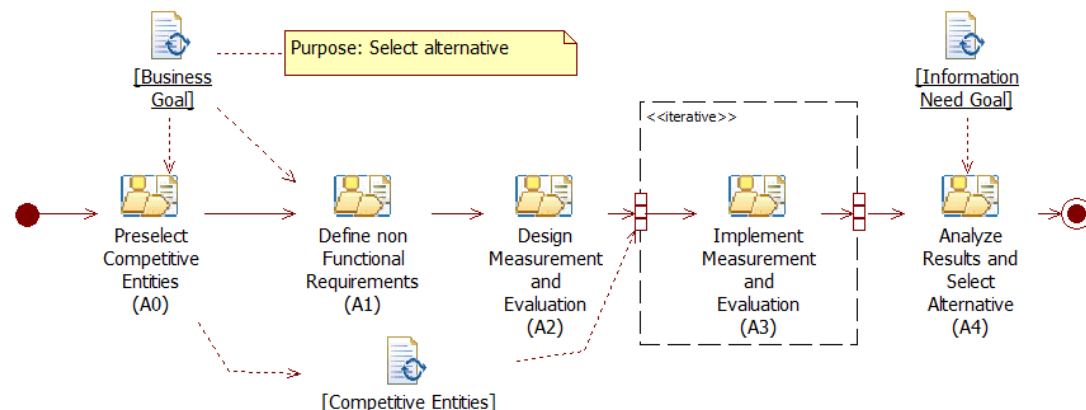 Purpose: Select alternative
[Business
Goal]
[Information
Need Goal]
<<iterative>>
Preselect
Competitive
Entities
(A0)
Define non
Functional
Requirements
(A1)
Design
Measurement
and
Evaluation
(A2)
Implement
Measurement
and
Evaluation
(A3)
Analyze
Results and
Select
Alternative
(A4)
[Competitive Entities]